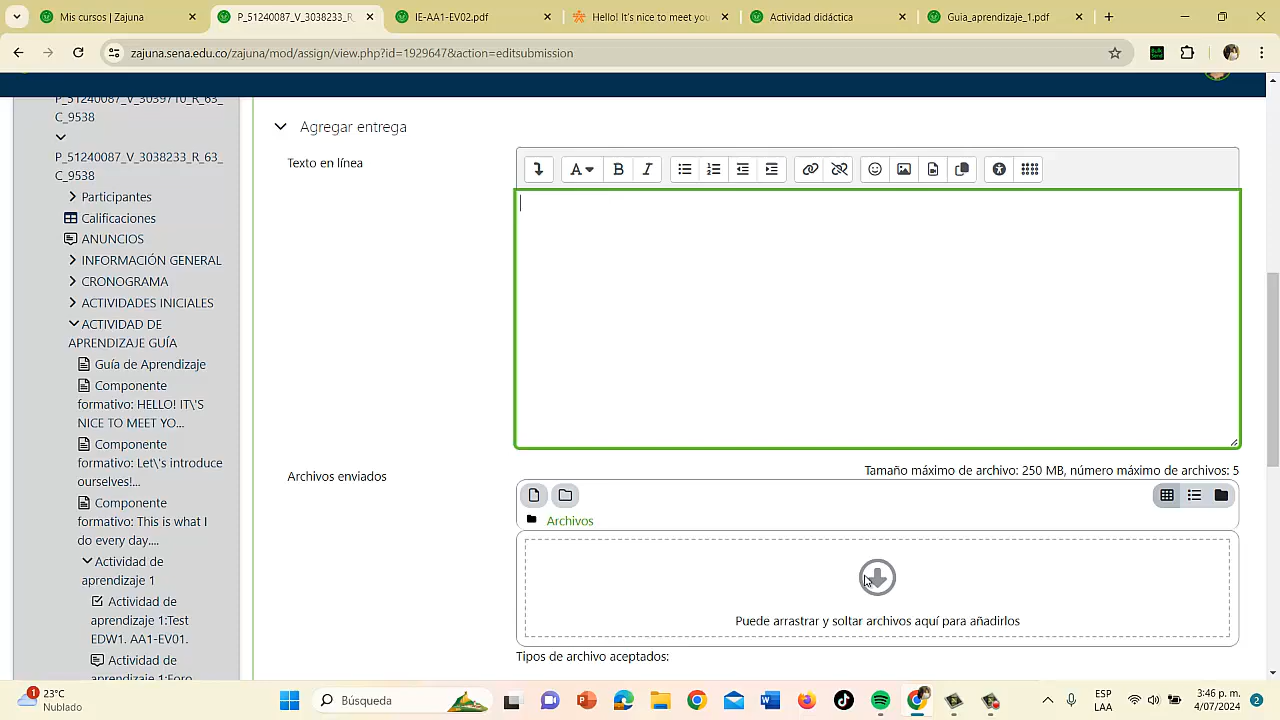 Mis cursos | Zajuna
P_51240087_V_3038233_R_
IE-AA1-EV02.pdf
Hello! It's nice to meet you
Actividad didáctica
Guia_aprendizaje_1.pdf
zajuna.sena.edu.co/zajuna/mod/assign/view.php?id=1929647&action=editsubmission
P_51240087_V_3039710_R_63_
C_9538
P_51240087_V_3038233_R_63_
C_9538
Participantes
Calificaciones
ANUNCIOS
INFORMACIÓN GENERAL
CRONOGRAMA
ACTIVIDADES INICIALES
ACTIVIDAD DE
APRENDIZAJE GUÍA
Guía de Aprendizaje
Componente
formativo: HELLO! IT\'S
NICE TO MEET YO...
Componente
formativo: Let\'s introduce
ourselves!...
Componente
formativo: This is what I
do every day....
Actividad de
aprendizaje 1
Actividad de
aprendizaje 1:Test
EDW1. AA1-EV01.
Actividad de
aprendizaje 1:Foro
Agregar entrega
Texto en línea
Archivos enviados
Tamaño máximo de archivo: 250 MB, número máximo de archivos: 5
Archivos
Puede arrastrar y soltar archivos aquí para añadirlos
Tipos de archivo aceptados:
1
23°C
Nublado
Búsqueda
ESP
LAA
3:46 p. m.
4/07/2024
2